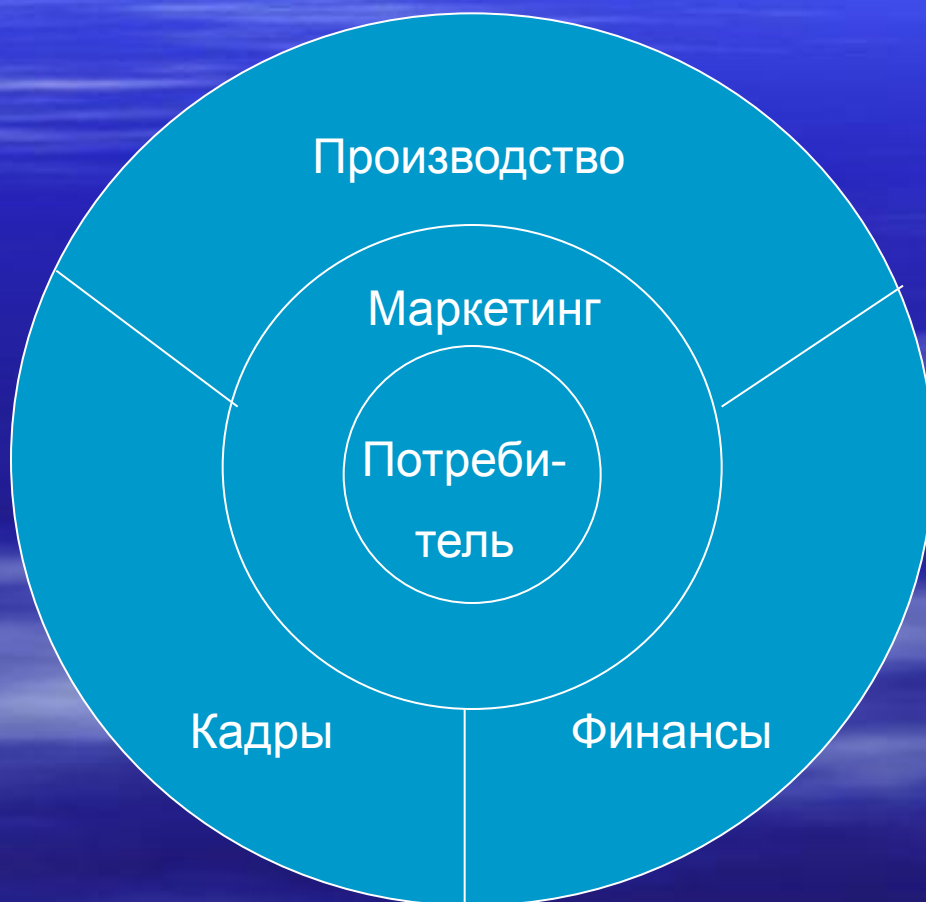 Производство
Маркетинг
Потреби-
тель
Кадры
Финансы